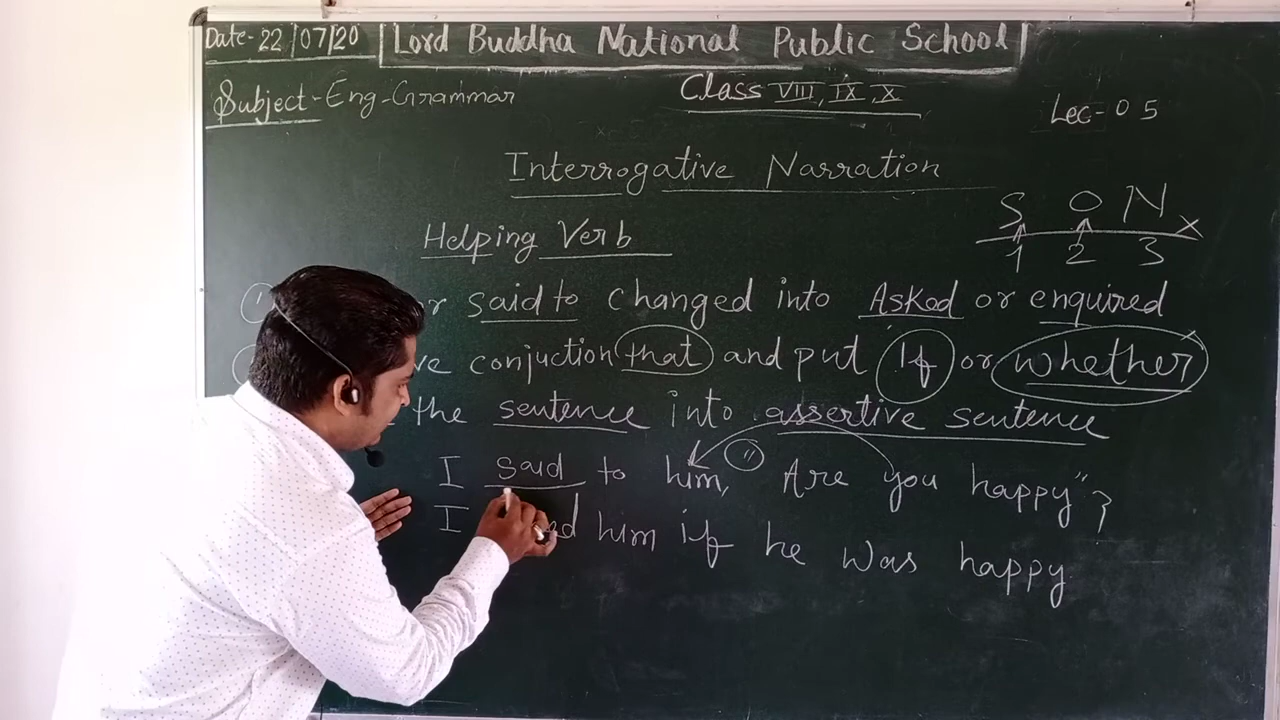 Date- 22/07/20 Lord Buddha National Public School
Subject-Eng-Grammar Class VIII, IX, X Lec-05
Interrogative Narration
S O N
Helping Verb
1 2 3
said to changed into Asked or enquired
conjuction that and put If or whether
the sentence into assertive sentence
I said to him, "Are you happy"?
I him if he was happy